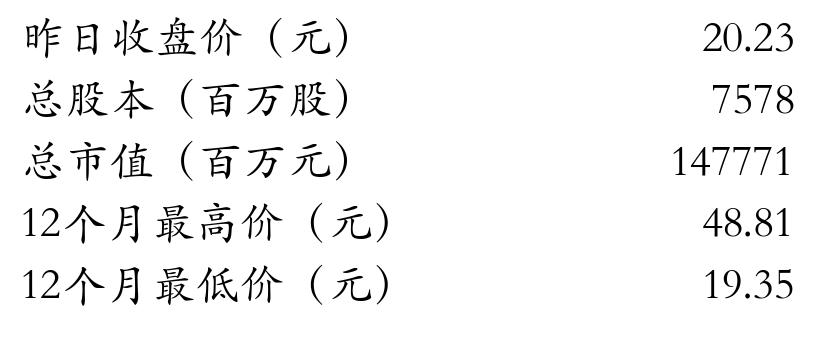 昨日收盘价（元） 20.23
总股本（百万股） 7578
总市值（百万元） 147771
12个月最高价（元） 48.81
12个月最低价（元） 19.35